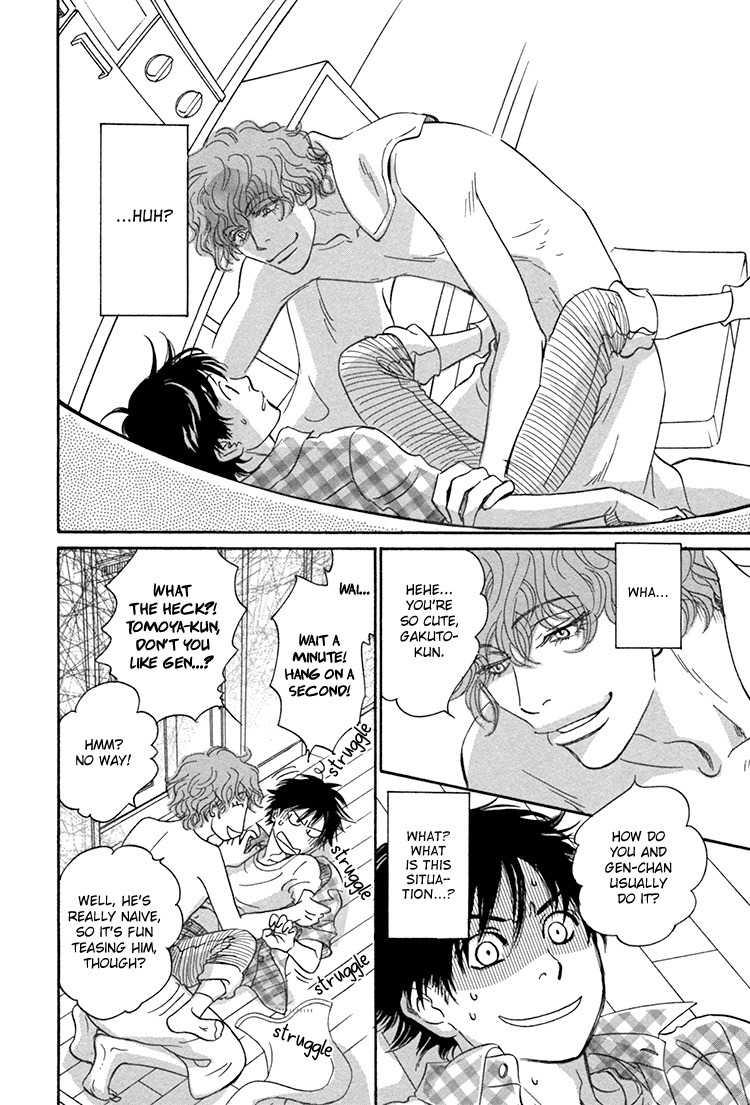 ...HUH?
WHA...
HEHE...
YOU'RE
SO CUTE,
GAKUTO-
KUN.
HOW DO
YOU AND
GEN-CHAN
USUALLY
DO IT?
WHAT?
WHAT
IS THIS
SITUA-
TION...?
WAI...
WAIT A
MINUTE!
HANG ON A
SECOND!
WHAT
THE HECK?!
TOMOYA-KUN,
DON'T YOU
LIKE GEN...?
HMM?
NO WAY!
WELL, HE'S
REALLY NAIVE,
SO IT'S FUN
TEASING HIM,
THOUGH?
struggle
struggle
struggle
struggle